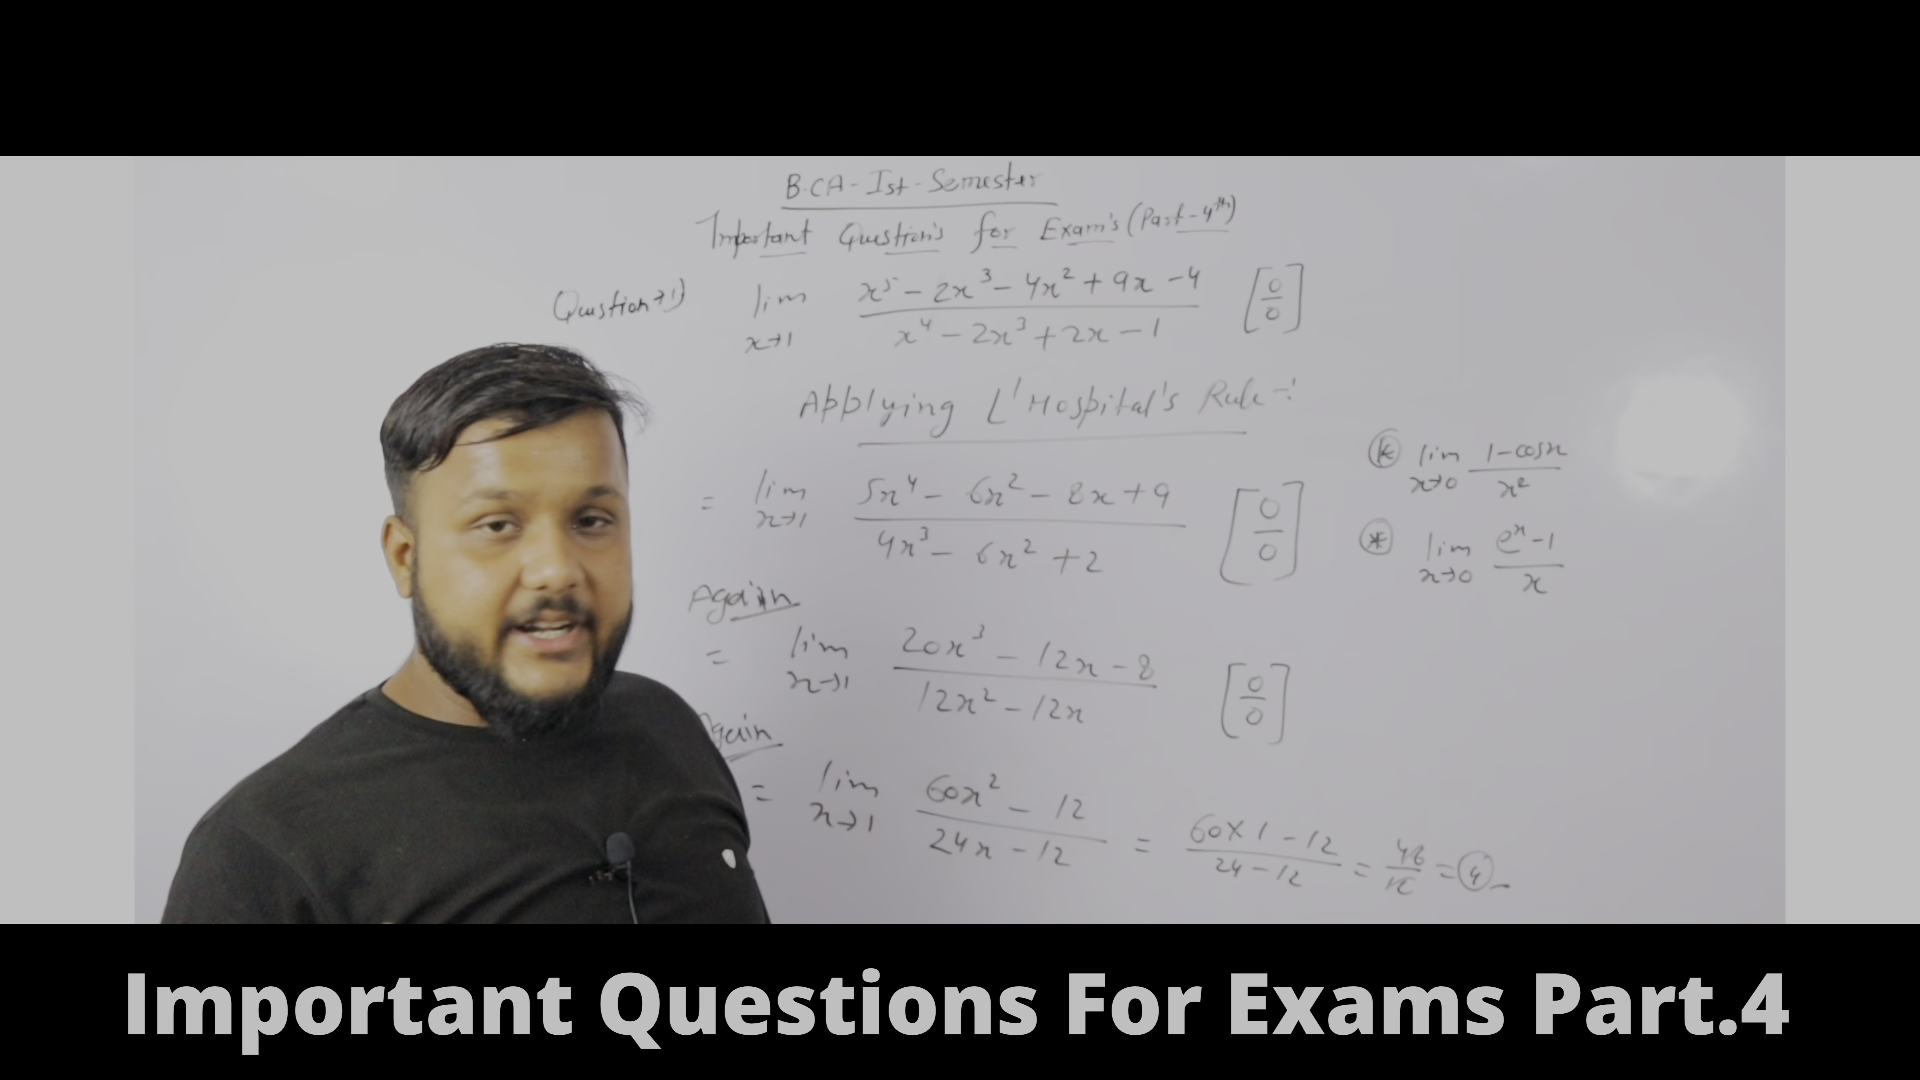 B.CA-Ist-Semester
Important Question's for Exam's (Part-4th)
Question→1) lim x→1 (x⁵ - 2x³ - 4x² + 9x - 4)/(x⁴ - 2x³ + 2x - 1) [0/0]
Applying L'Hospital's Rule -:
= lim x→1 (5x⁴ - 6x² - 8x + 9)/(4x³ - 6x² + 2) [0/0]
Again
= lim x→1 (20x³ - 12x - 8)/(12x² - 12x) [0/0]
Again
= lim x→1 (60x² - 12)/(24x - 12) = (60×1 - 12)/(24 - 12) = 48/12 = 4
* lim x→0 (1 - cosx)/x²
* lim x→0 (eˣ - 1)/x
Important Questions For Exams Part.4